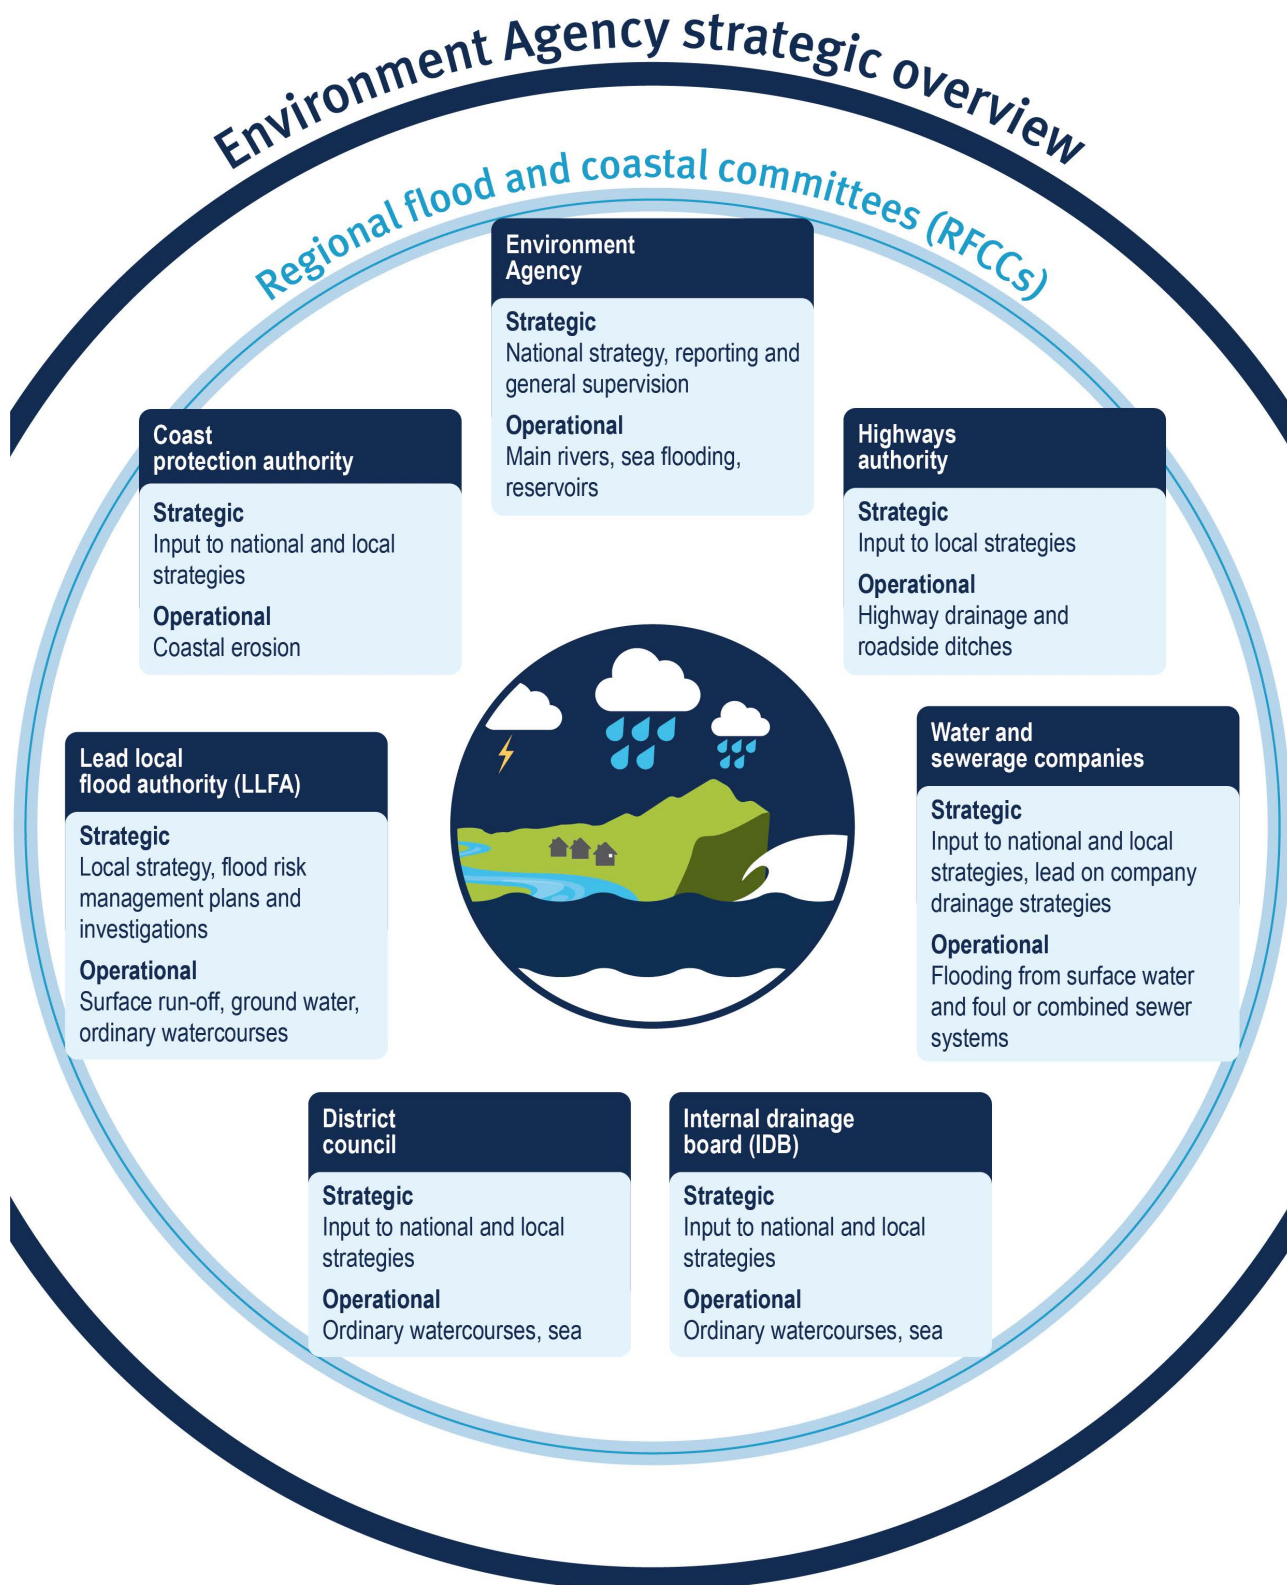 Environment Agency strategic overview
Regional flood and coastal committees (RFCCs)
Environment
Agency
Strategic
National strategy, reporting and
general supervision
Operational
Main rivers, sea flooding,
reservoirs
Coast
protection authority
Strategic
Input to national and local
strategies
Operational
Coastal erosion
Highways
authority
Strategic
Input to local strategies
Operational
Highway drainage and
roadside ditches
Lead local
flood authority (LLFA)
Strategic
Local strategy, flood risk
management plans and
investigations
Operational
Surface run-off, ground water,
ordinary watercourses
Water and
sewerage companies
Strategic
Input to national and local
strategies, lead on company
drainage strategies
Operational
Flooding from surface water
and foul or combined sewer
systems
District
council
Strategic
Input to national and local
strategies
Operational
Ordinary watercourses, sea
Internal drainage
board (IDB)
Strategic
Input to national and local
strategies
Operational
Ordinary watercourses, sea